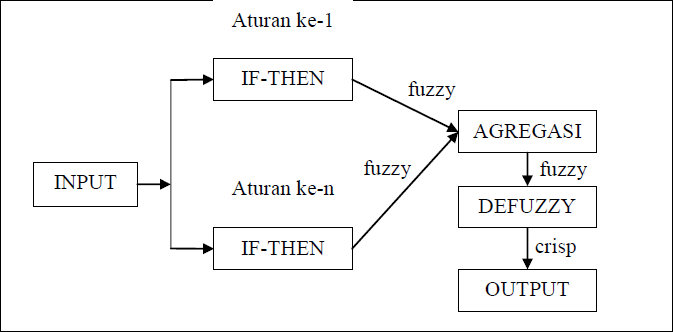 Aturan ke-1
IF-THEN
fuzzy
AGREGASI
fuzzy
INPUT
Aturan ke-n
fuzzy
DEFUZZY
IF-THEN
crisp
OUTPUT